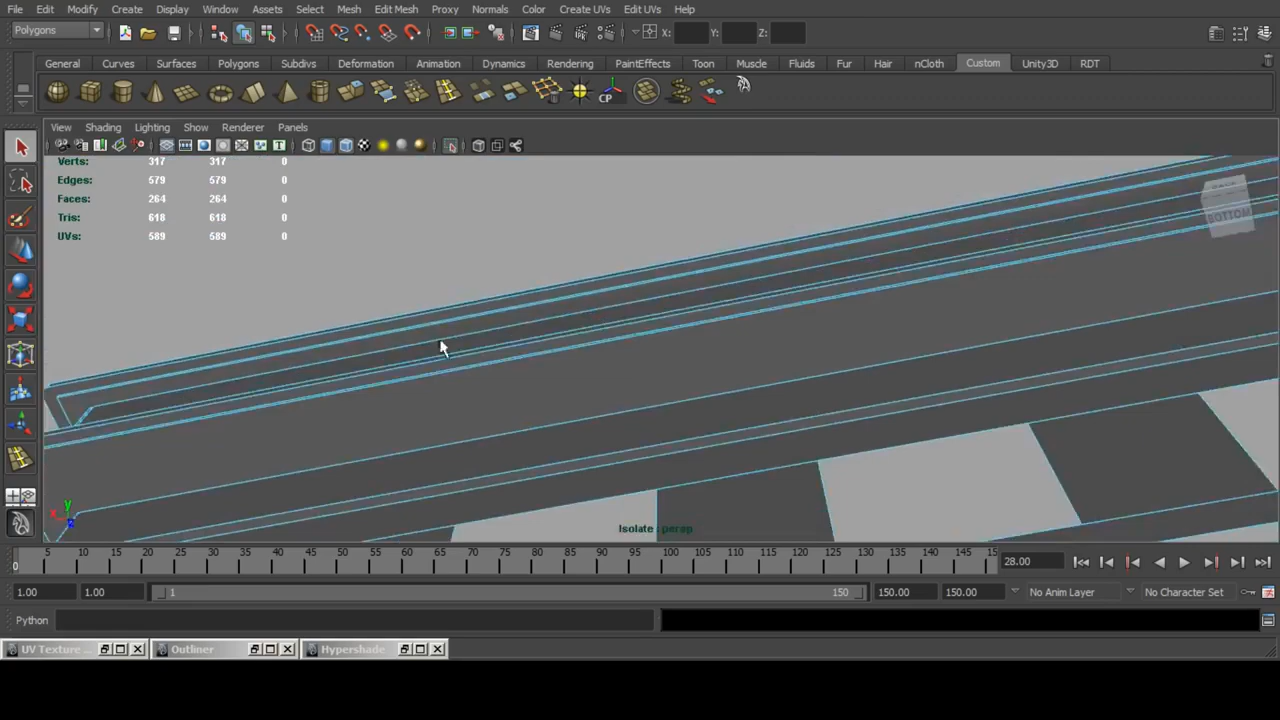 File Edit Modify Create Display Window Assets Select Mesh Edit Mesh Proxy Normals Color Create UVs Edit UVs Help
Polygons X: Y: Z:
General Curves Surfaces Polygons Subdivs Deformation Animation Dynamics Rendering PaintEffects Toon Muscle Fluids Fur Hair nCloth Custom Unity3D RDT
CP
View Shading Lighting Show Renderer Panels
T
Verts: 317 317 0
Edges: 579 579 0
Faces: 264 264 0
Tris: 618 618 0
UVs: 589 589 0
BOTTOM
y
x
z
Isolate : persp
0 5 10 15 20 25 30 35 40 45 50 55 60 65 70 75 80 85 90 95 100 105 110 115 120 125 130 135 140 145 15 28.00
1.00 1.00 1 150 150.00 150.00 No Anim Layer No Character Set
Python
UV Texture ... Outliner Hypershade